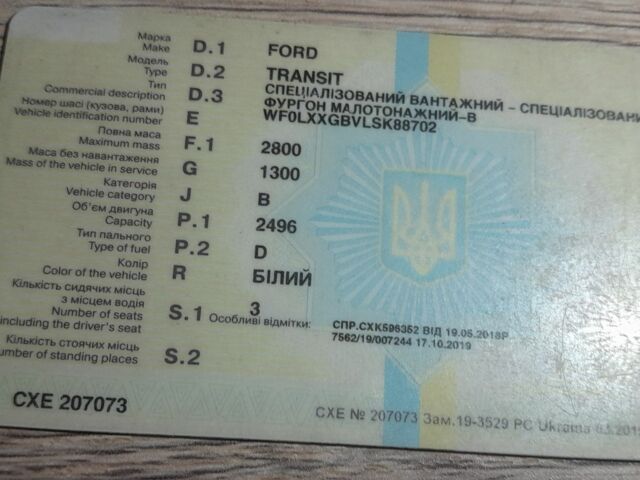 Марка
Make D.1 FORD
Модель
Type D.2 TRANSIT
Тип
Commercial description D.3 СПЕЦІАЛІЗОВАНИЙ ВАНТАЖНИЙ - СПЕЦІАЛІЗОВАНИ
ФУРГОН МАЛОТОНАЖНИЙ-В
Номер шасі (кузова, рами)
Vehicle identification number E WF0LXXGBVLSK88702
Повна маса
Maximum mass F.1 2800
Маса без навантаження
Mass of the vehicle in service G 1300
Категорія
Vehicle category J B
Об'єм двигуна
Capacity P.1 2496
Тип пального
Type of fuel P.2 D
Колір
Color of the vehicle R БІЛИЙ
Кількість сидячих місць
з місцем водія
Number of seats S.1 3
including the driver's seat Особливі відмітки: СПР.СХК596352 ВІД 19.05.2018Р
7562/19/007244 17.10.2019
Кількість стоячих місць
umber of standing places S.2
СХЕ 207073
СХЕ № 207073 Зам.19-3529 РС Ukraina